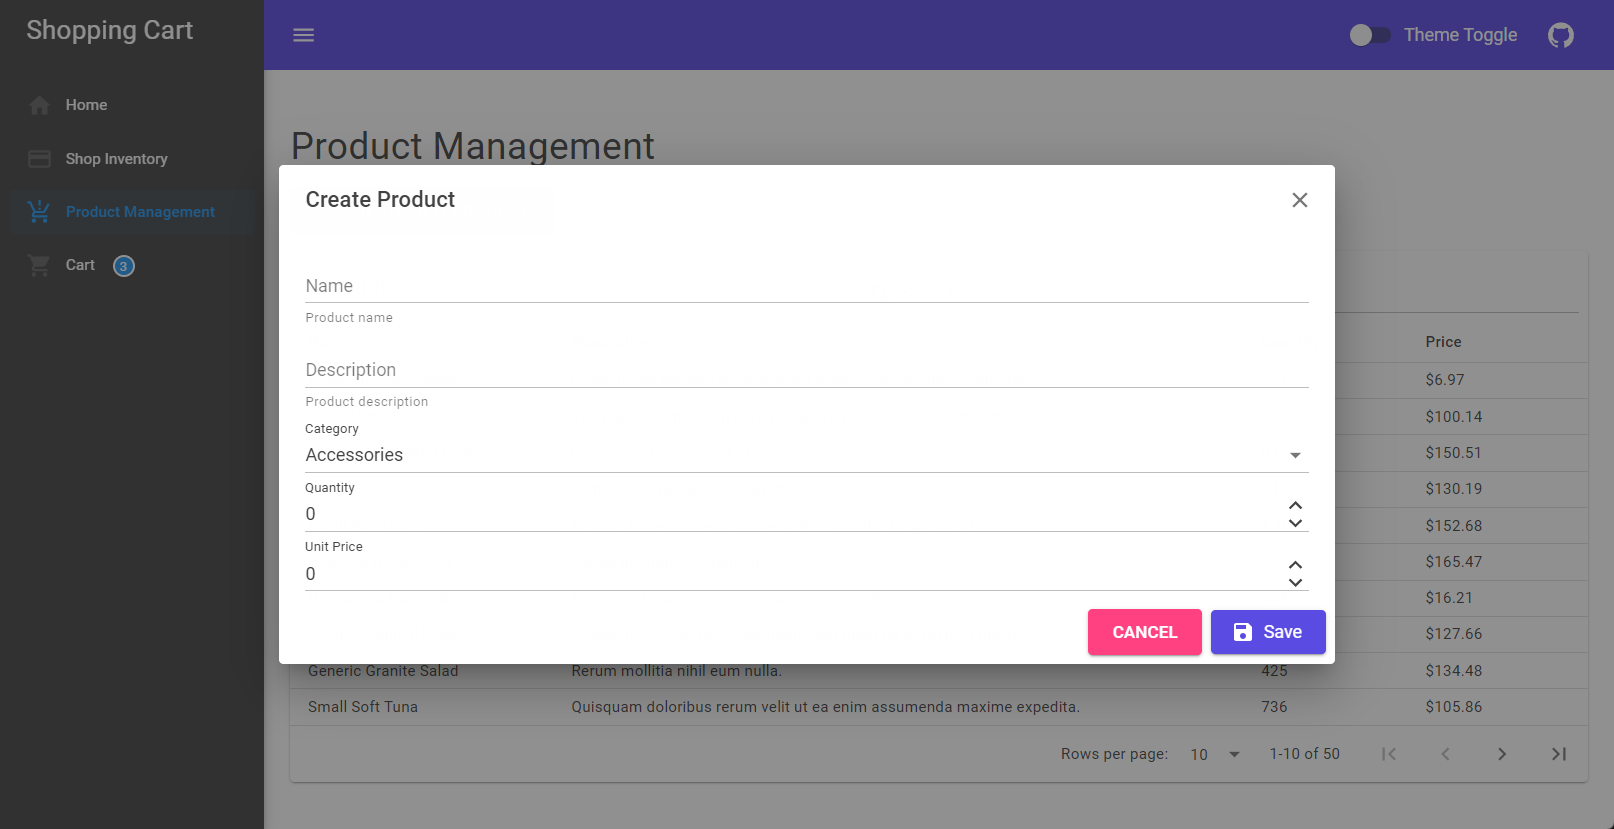 Shopping Cart
Theme Toggle
Home
Shop Inventory
Product Management
Cart 3
Product Management
Create Product
Name
Product name
Description
Product description
Category
Accessories
Quantity
0
Unit Price
0
CANCEL
Save
Price
$6.97
$100.14
$150.51
$130.19
$152.68
$165.47
$16.21
$127.66
Generic Granite Salad Rerum mollitia nihil eum nulla. 425 $134.48
Small Soft Tuna Quisquam doloribus rerum velit ut ea enim assumenda maxime expedita. 736 $105.86
Rows per page: 10 1-10 of 50